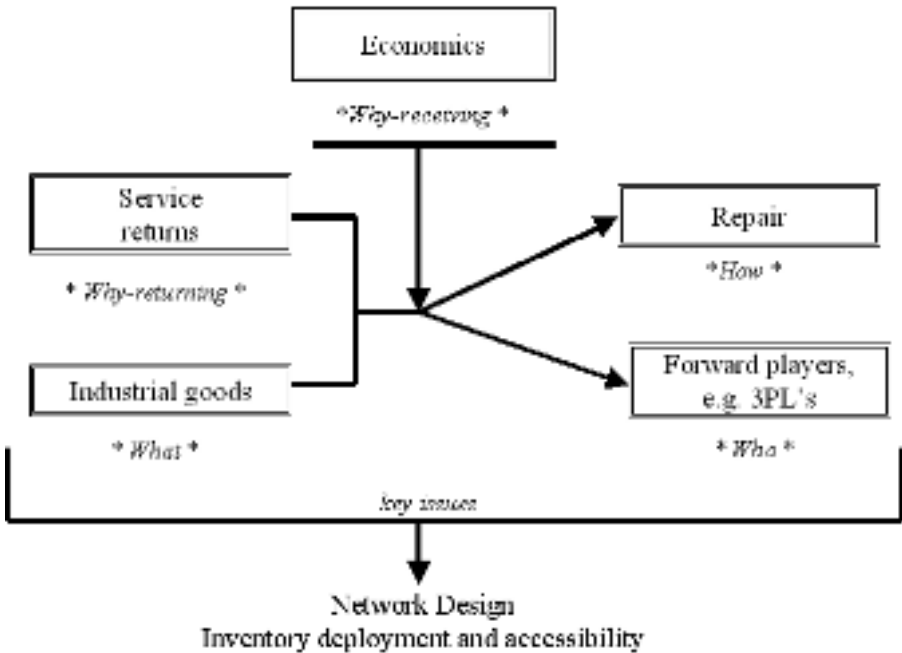 Economics
*Why-receiving *
Service
returns
* Why-returning *
Repair
*How *
Industrial goods
* What *
Forward players,
e.g. 3PL's
* Who *
key issues
Network Design
Inventory deployment and accessibility